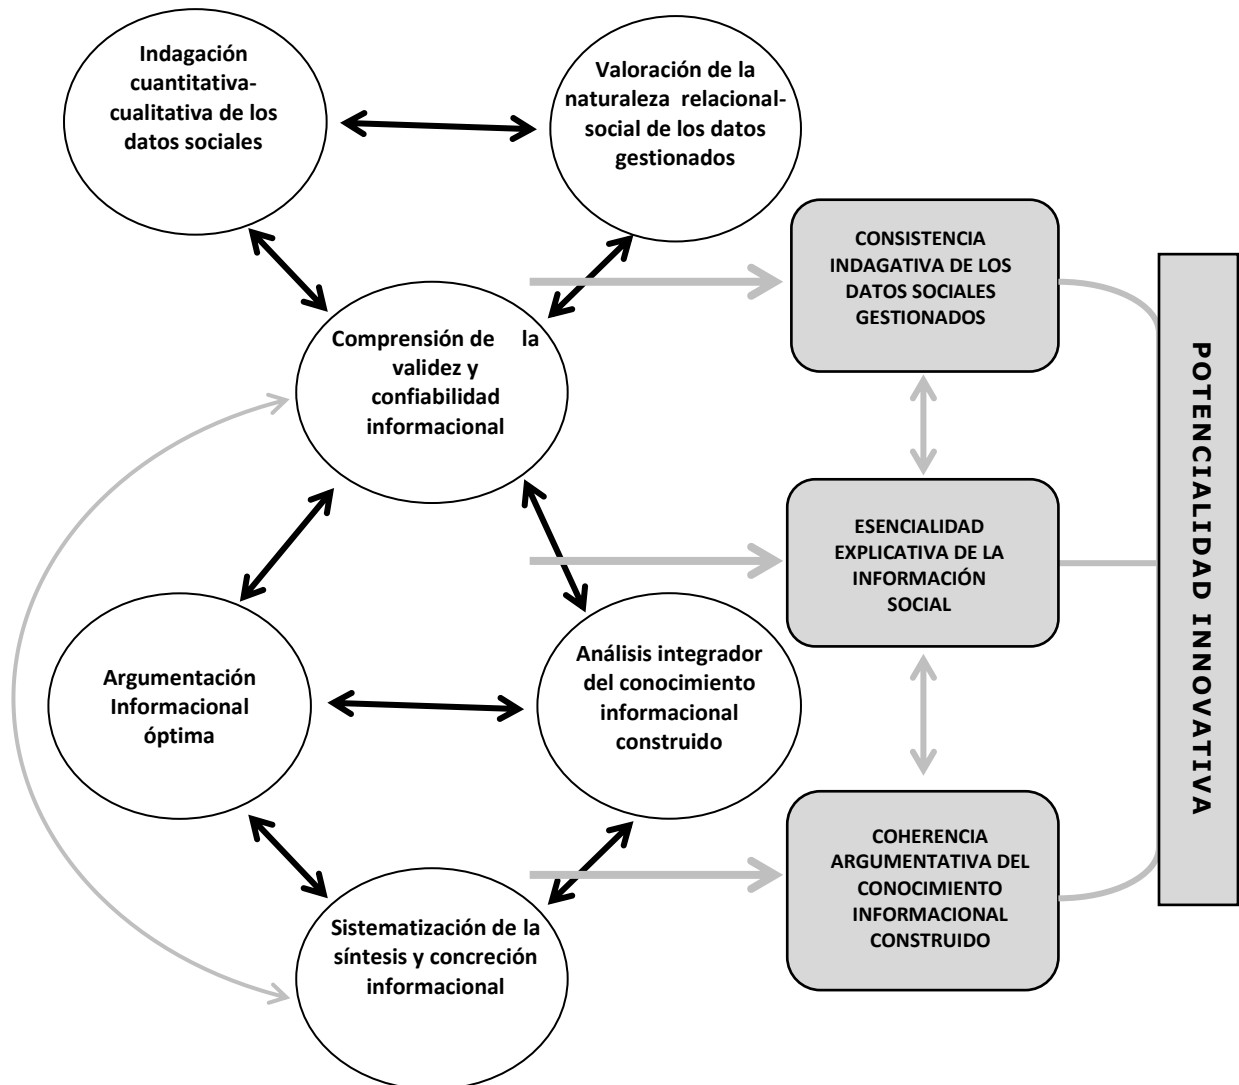 Indagación
cuantitativa-
cualitativa de los
datos sociales
Valoración de la
naturaleza relacional-
social de los datos
gestionados
CONSISTENCIA
INDAGATIVA DE LOS
DATOS SOCIALES
GESTIONADOS
Comprensión de la
validez y
confiabilidad
informacional
ESENCIALIDAD
EXPLICATIVA DE LA
INFORMACIÓN
SOCIAL
POTENCIALIDAD INNOVATIVA
Argumentación
Informacional
óptima
Análisis integrador
del conocimiento
informacional
construido
COHERENCIA
ARGUMENTATIVA DEL
CONOCIMIENTO
INFORMACIONAL
CONSTRUIDO
Sistematización de la
síntesis y concreción
informacional